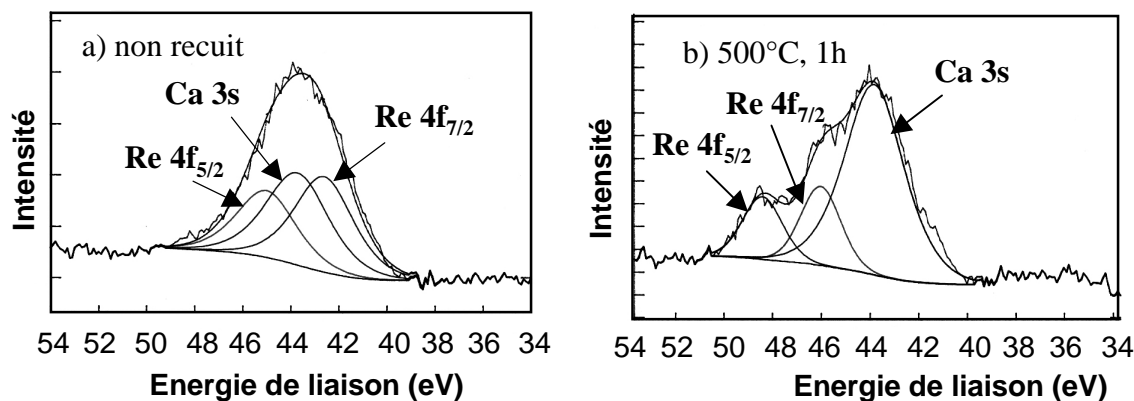 a) non recuit
Ca 3s
Re 4f7/2
Re 4f5/2
Intensité
54 52 50 48 46 44 42 40 38 36 34
Energie de liaison (eV)
b) 500°C, 1h
Ca 3s
Re 4f7/2
Re 4f5/2
Intensité
54 52 50 48 46 44 42 40 38 36 34
Energie de liaison (eV)